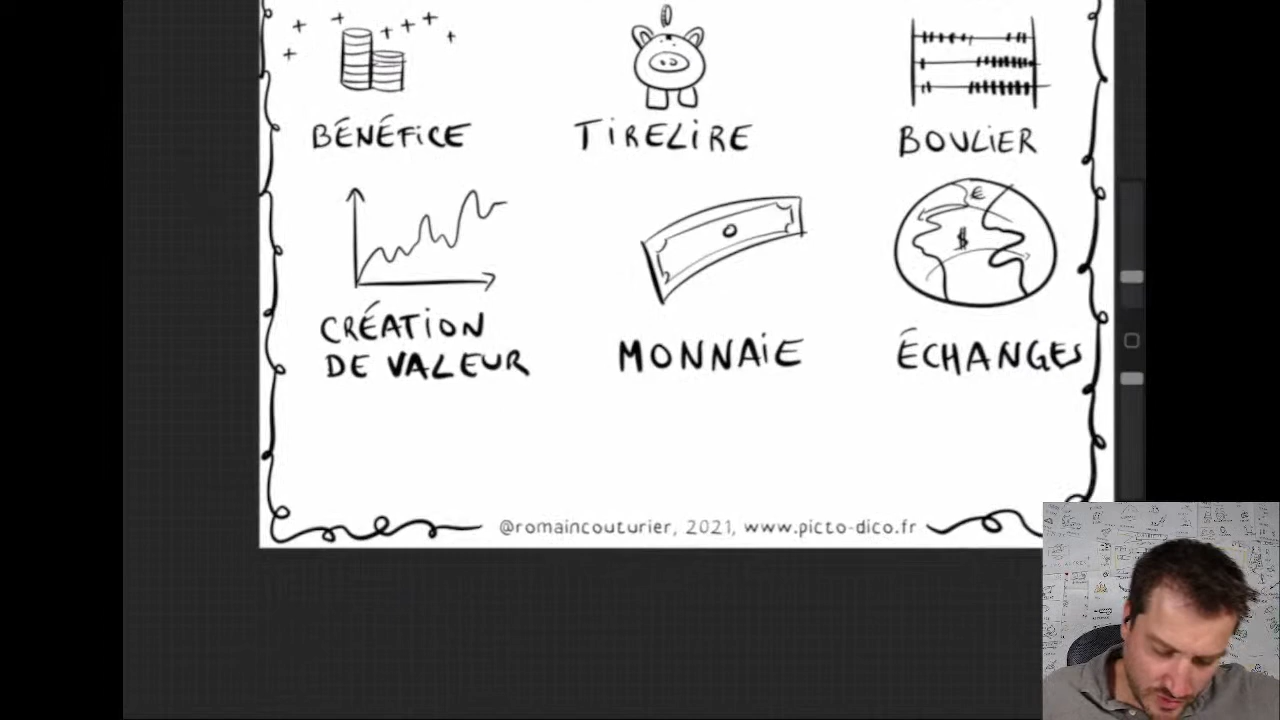 BÉNÉFiCE
TiRELiRE
BOULiER
€
$
CRÉATiON
DE VALEUR
MONNAiE
ÉCHANGES
@romaincouturier, 2021, www.picto-dico.fr